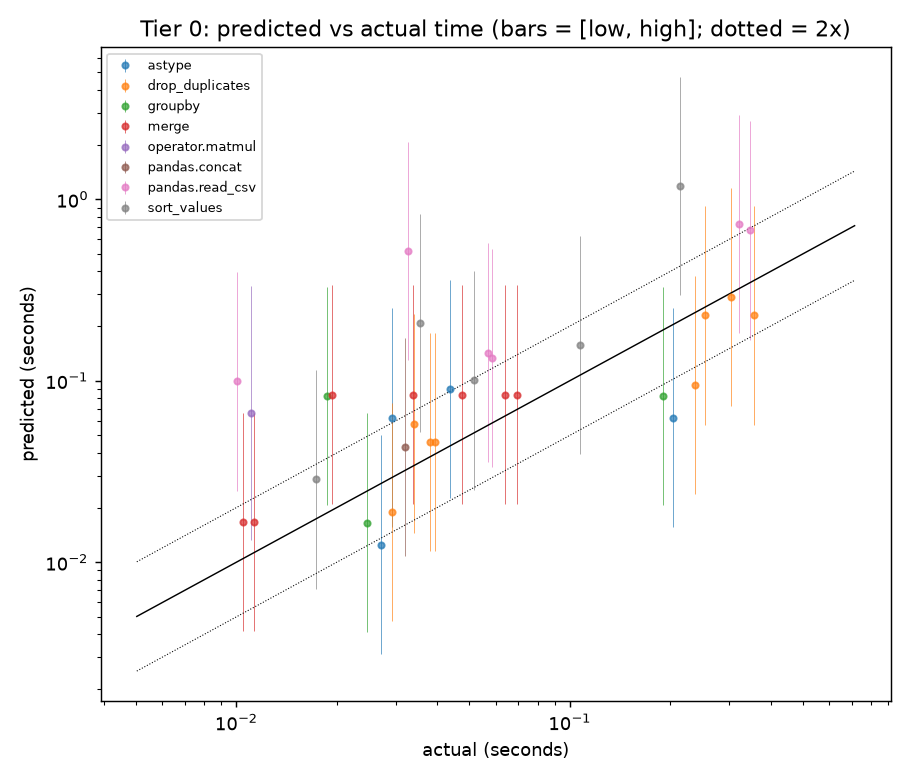 Tier 0: predicted vs actual time (bars = [low, high]; dotted = 2x)
astype
drop_duplicates
groupby
merge
operator.matmul
pandas.concat
pandas.read_csv
sort_values
predicted (seconds)
10⁰
10⁻¹
10⁻²
10⁻² 10⁻¹
actual (seconds)